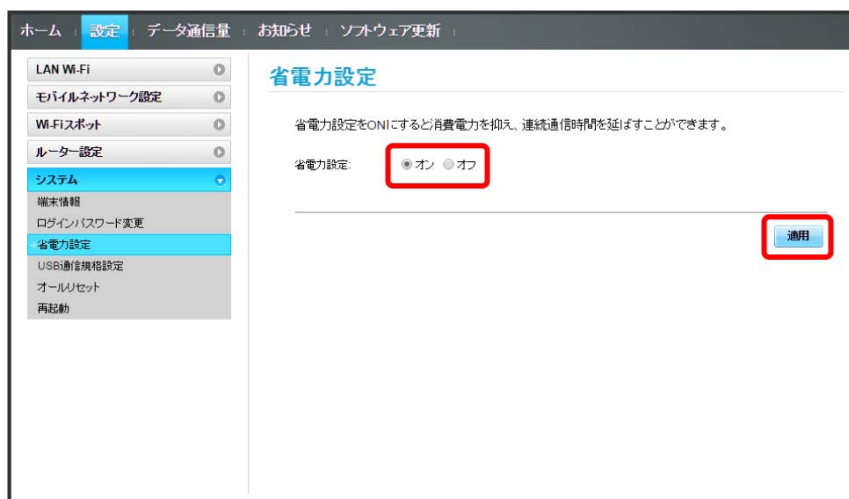 ホーム 設定 データ通信量 お知らせ ソフトウェア更新
LAN Wi-Fi
モバイルネットワーク設定
Wi-Fiスポット
ルーター設定
システム
端末情報
ログインパスワード変更
省電力設定
USB通信規格設定
オールリセット
再起動
省電力設定
省電力設定をONにすると消費電力を抑え、連続通信時間を延ばすことができます。
省電力設定: オン オフ
適用